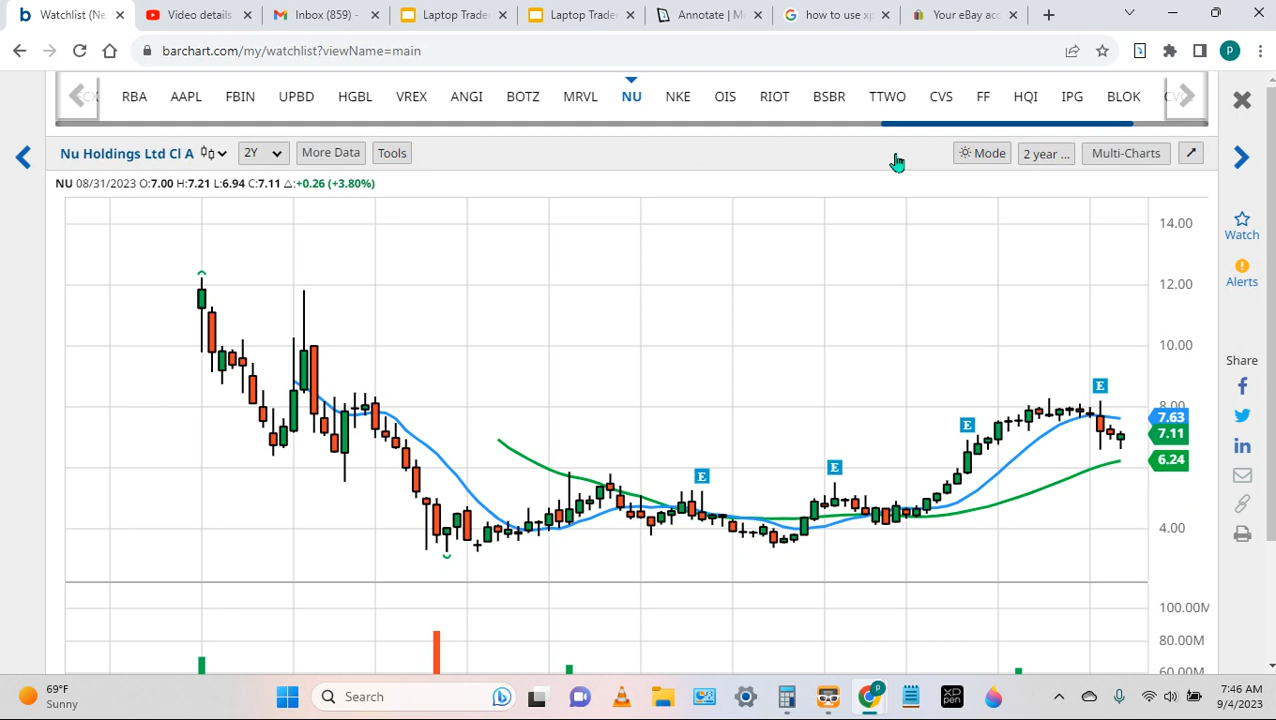 Watchlist (Ne
Video details
Inbox (859) -
Laptop Trade
Laptop Trade
Annotate | M
how to use xp
Your eBay acc
P
barchart.com/my/watchlist?viewName=main
RBA AAPL FBIN UPBD HGBL VREX ANGI BOTZ MRVL NU NKE OIS RIOT BSBR TTWO CVS FF HQI IPG BLOK
Nu Holdings Ltd Cl A
2Y
More Data
Tools
Mode
2 year ...
Multi-Charts
NU 08/31/2023 O:7.00 H:7.21 L:6.94 C:7.11 △:+0.26 (+3.80%)
14.00
12.00
10.00
8.00
7.63
7.11
6.24
4.00
100.00M
80.00M
60.00M
E
E
E
E
Watch
Alerts
Share
69°F
Sunny
Search
xp
pen
7:46 AM
9/4/2023